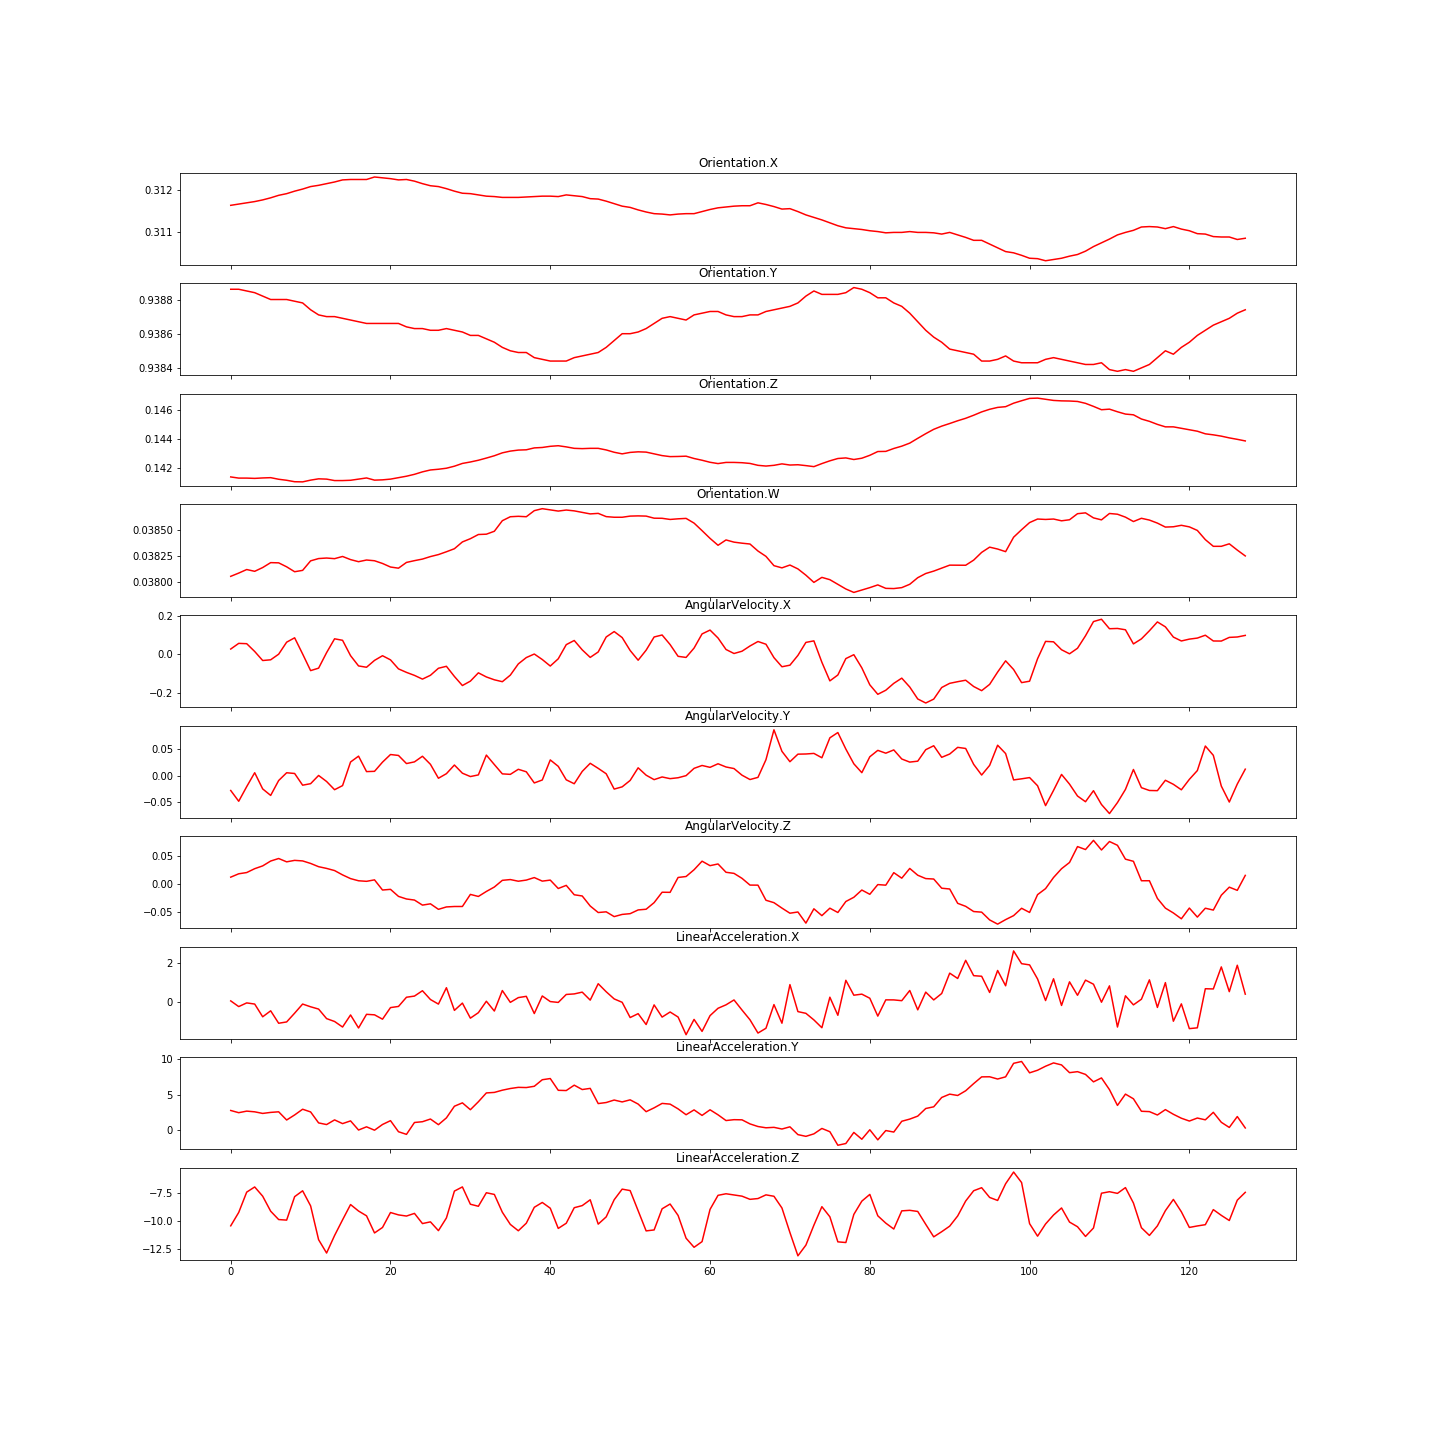 Orientation.X
0.312
0.311
Orientation.Y
0.9388
0.9386
0.9384
Orientation.Z
0.146
0.144
0.142
Orientation.W
0.03850
0.03825
0.03800
AngularVelocity.X
0.2
0.0
−0.2
AngularVelocity.Y
0.05
0.00
−0.05
AngularVelocity.Z
0.05
0.00
−0.05
LinearAcceleration.X
2
0
LinearAcceleration.Y
10
5
0
LinearAcceleration.Z
−7.5
−10.0
−12.5
0 20 40 60 80 100 120